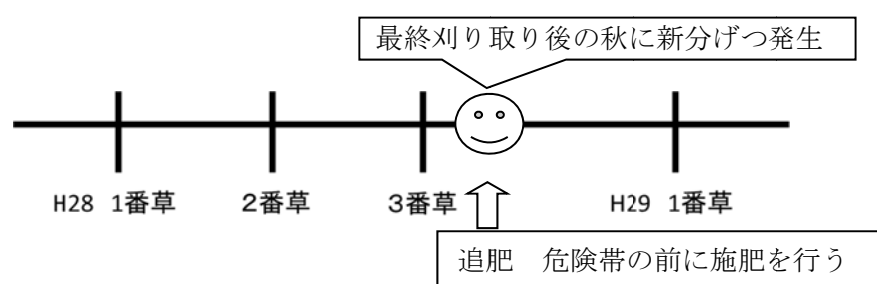 最終刈り取り後の秋に新分げつ発生
H28 1番草
2番草
3番草
H29 1番草
追肥　危険帯の前に施肥を行う